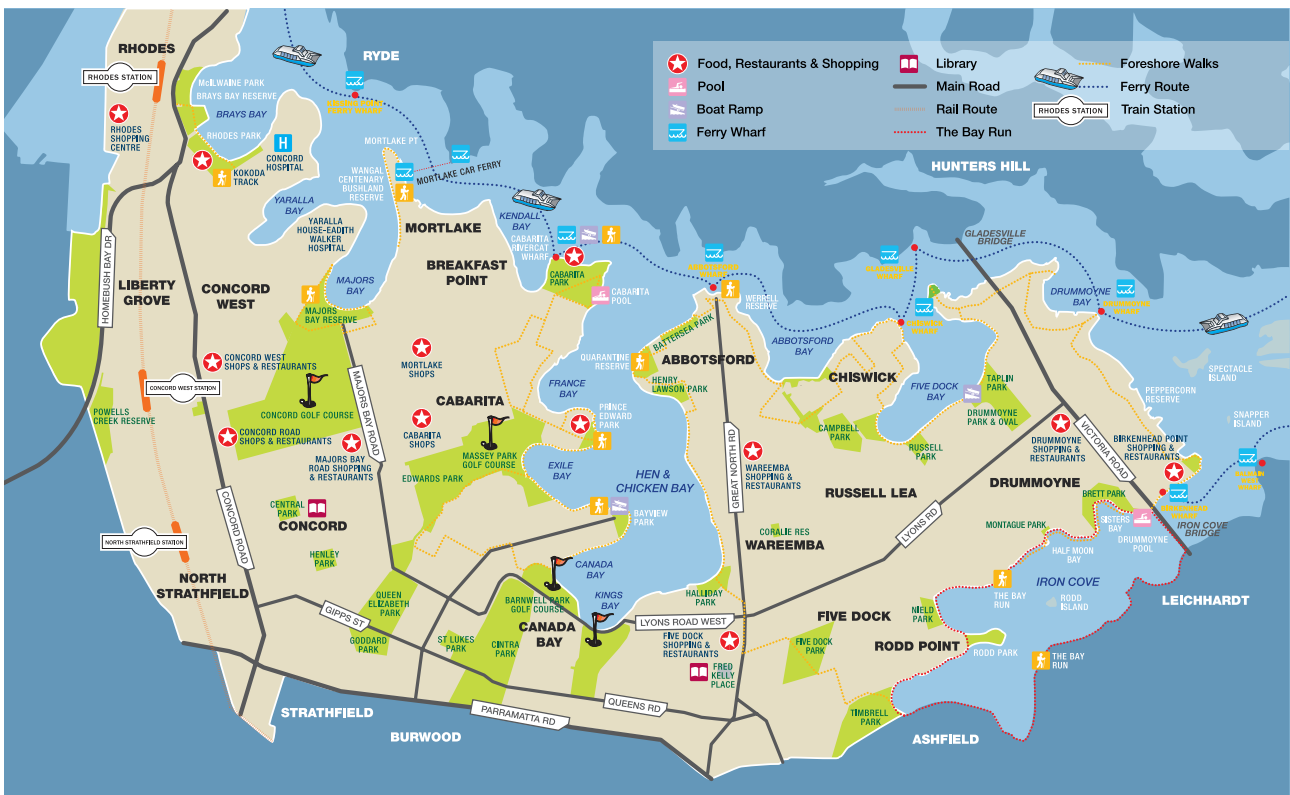 RHODES
RHODES STATION
RHODES
SHOPPING
CENTRE
McILWAINE PARK
BRAYS BAY RESERVE
BRAYS BAY
RHODES PARK
KOKODA
TRACK
H
CONCORD
HOSPITAL
RYDE
Food, Restaurants & Shopping
Pool
Boat Ramp
Ferry Wharf
Library
Main Road
Rail Route
The Bay Run
Foreshore Walks
Ferry Route
RHODES STATION
Train Station
HUNTERS HILL
MORTLAKE PT
WANGAL
CENTENARY
BUSHLAND
RESERVE
MORTLAKE CAR FERRY
YARALLA
BAY
YARALLA
HOUSE-EADITH
WALKER
HOSPITAL
MORTLAKE
KENDALL
BAY
CABARITA
RIVERCAT
WHARF
GLADESVILLE
BRIDGE
HOMEBUSH BAY DR
LIBERTY
GROVE
CONCORD
WEST
MAJORS
BAY
MAJORS
BAY RESERVE
BREAKFAST
POINT
CABARITA
PARK
CABARITA
POOL
WERRELL
RESERVE
ABBOTSFORD
BAY
DRUMMOYNE
BAY
BATTERSEA PARK
QUARANTINE
RESERVE
ABBOTSFORD
HENRY
LAWSON PARK
CHISWICK
FIVE DOCK
BAY
TAPLIN
PARK
DRUMMOYNE
PARK & OVAL
SPECTACLE
ISLAND
PEPPERCORN
RESERVE
SNAPPER
ISLAND
CONCORD WEST
SHOPS & RESTAURANTS
CONCORD WEST STATION
MORTLAKE
SHOPS
FRANCE
BAY
CABARITA
PRINCE
EDWARD
PARK
POWELLS
CREEK RESERVE
CONCORD GOLF COURSE
MAJORS BAY ROAD
CONCORD ROAD
SHOPS & RESTAURANTS
CABARITA
SHOPS
MAJORS BAY
ROAD SHOPPING
& RESTAURANTS
MASSEY PARK
GOLF COURSE
EDWARDS PARK
EXILE
BAY
HEN &
CHICKEN BAY
GREAT NORTH RD
WAREEMBA
SHOPPING &
RESTAURANTS
CAMPBELL
PARK
RUSSELL
PARK
DRUMMOYNE
SHOPPING &
RESTAURANTS
VICTORIA ROAD
BIRKENHEAD POINT
SHOPPING &
RESTAURANTS
RUSSELL LEA
DRUMMOYNE
BRETT PARK
CONCORD ROAD
CENTRAL
PARK
CONCORD
BAYVIEW
PARK
CORALIE RES
WAREEMBA
LYONS RD
MONTAGUE PARK
SISTERS
BAY
DRUMMOYNE
POOL
IRON COVE
BRIDGE
NORTH STRATHFIELD STATION
HENLEY
PARK
HALF MOON
BAY
NORTH
STRATHFIELD
QUEEN
ELIZABETH
PARK
CANADA
BAY
BARNWELL PARK
GOLF COURSE
KINGS
BAY
HALLIDAY
PARK
THE BAY
RUN
IRON COVE
RODD
ISLAND
LEICHHARDT
GIPPS ST
GODDARD
PARK
ST LUKES
PARK
CINTRA
PARK
CANADA
BAY
LYONS ROAD WEST
FIVE DOCK
SHOPPING &
RESTAURANTS
FIVE DOCK
NIELD
PARK
FIVE DOCK
PARK
RODD POINT
RODD PARK
THE BAY
RUN
FRED
KELLY
PLACE
QUEENS RD
PARRAMATTA RD
TIMBRELL
PARK
STRATHFIELD
BURWOOD
ASHFIELD